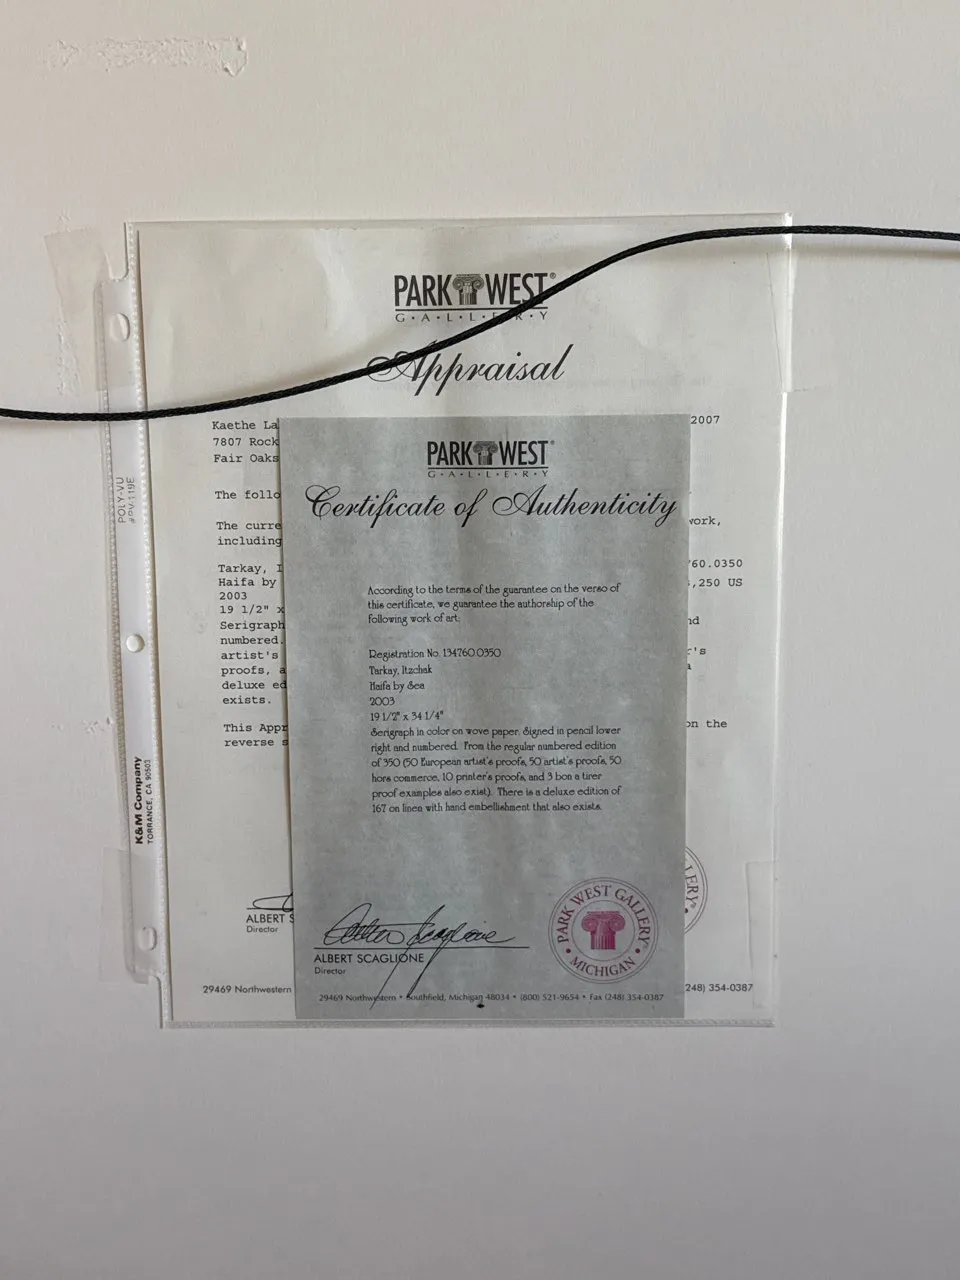 PARK WEST®
G·A·L·L·E·R·Y
Appraisal
Kaethe La
2007
7807 Rock
Fair Oaks
The follo
The curre
work,
including
Tarkay, I
60.0350
Haifa by
,250 US
2003
19 1/2" x
Serigraph
nd
numbered.
artist's
r's
proofs, a
deluxe ed
exists.
This Appr
on the
reverse s
ALBERT S
Director
29469 Northwestern
248) 354-0387
PARK WEST®
G·A·L·L·E·R·Y
Certificate of Authenticity
According to the terms of the guarantee on the verso of
this certificate, we guarantee the authorship of the
following work of art:
Registration No. 134760.0350
Tarkay, Itzchak
Haifa by Sea
2003
19 1/2" x 34 1/4"
Serigraph in color on wove paper. Signed in pencil lower
right and numbered. From the regular numbered edition
of 350 (50 European artist's proofs, 50 artist's proofs, 50
hors commerce, 10 printer's proofs, and 3 bon a tirer
proof examples also exist). There is a deluxe edition of
167 on linen with hand embellishment that also exists.
ALBERT SCAGLIONE
Director
PARK WEST GALLERY®
• MICHIGAN •
LERY®
29469 Northwestern • Southfield, Michigan 48034 • (800) 521-9654 • Fax (248) 354-0387
POLY-VU
#PV-119E
K&M Company
TORRANCE, CA 90501